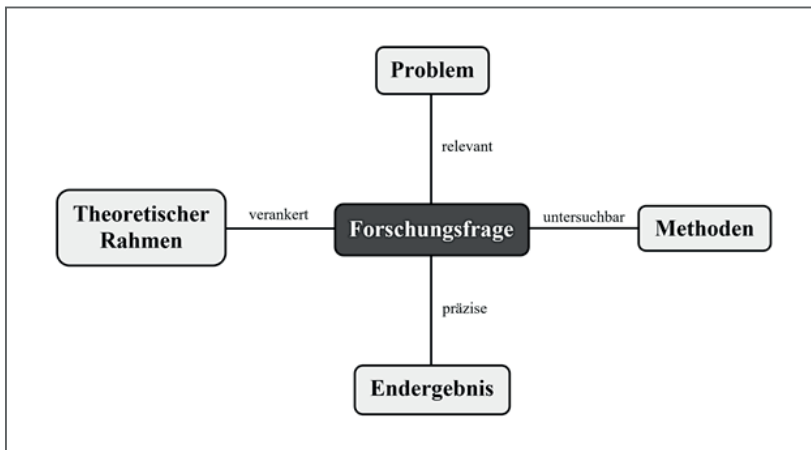 Problem
relevant
Theoretischer
Rahmen
verankert
Forschungsfrage
untersuchbar
Methoden
präzise
Endergebnis